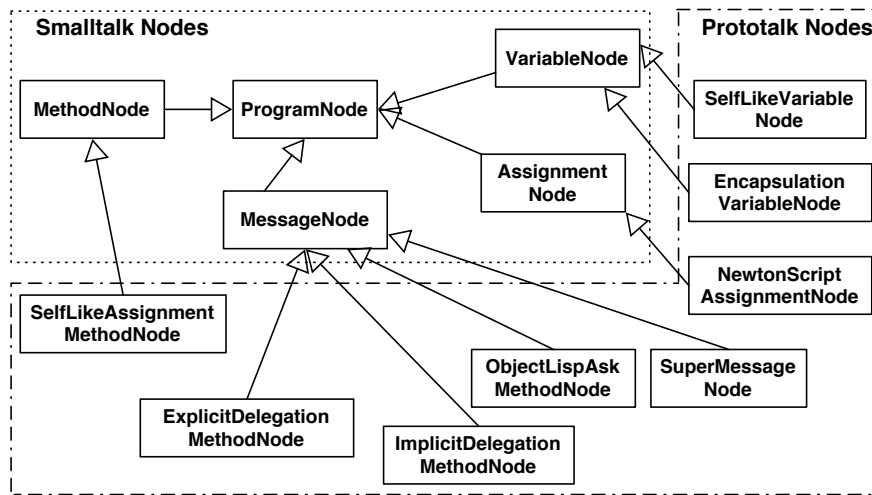 Smalltalk Nodes
Prototalk Nodes
VariableNode
MethodNode
ProgramNode
SelfLikeVariable
Node
Assignment
Node
Encapsulation
VariableNode
MessageNode
NewtonScript
AssignmentNode
SelfLikeAssignment
MethodNode
ObjectLispAsk
MethodNode
SuperMessage
Node
ExplicitDelegation
MethodNode
ImplicitDelegation
MethodNode